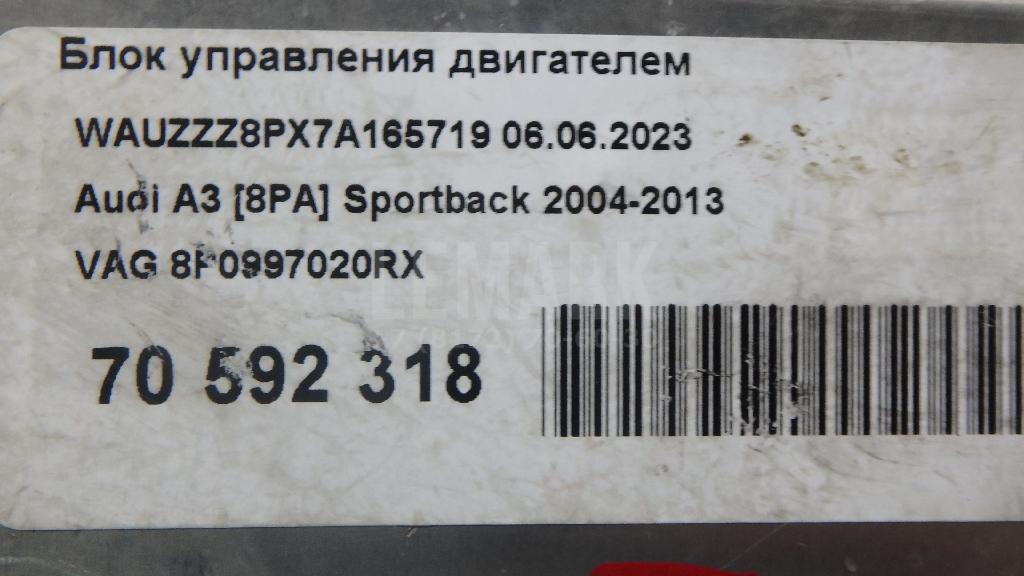 Блок управления двигателем
WAUZZZ8PX7A165719 06.06.2023
Audi A3 [8PA] Sportback 2004-2013
VAG 8P0997020RX
LEMARK
70 592 318